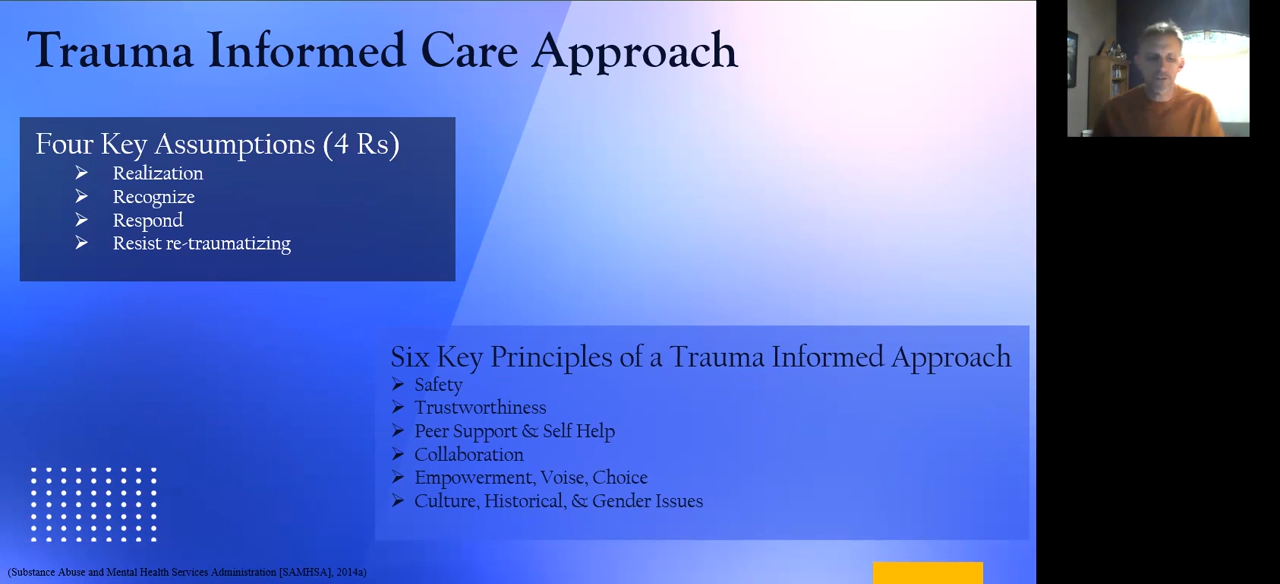 Trauma Informed Care Approach
Four Key Assumptions (4 Rs)
➢ Realization
➢ Recognize
➢ Respond
➢ Resist re-traumatizing
Six Key Principles of a Trauma Informed Approach
➢ Safety
➢ Trustworthiness
➢ Peer Support & Self Help
➢ Collaboration
➢ Empowerment, Voise, Choice
➢ Culture, Historical, & Gender Issues
(Substance Abuse and Mental Health Services Administration [SAMHSA], 2014a)